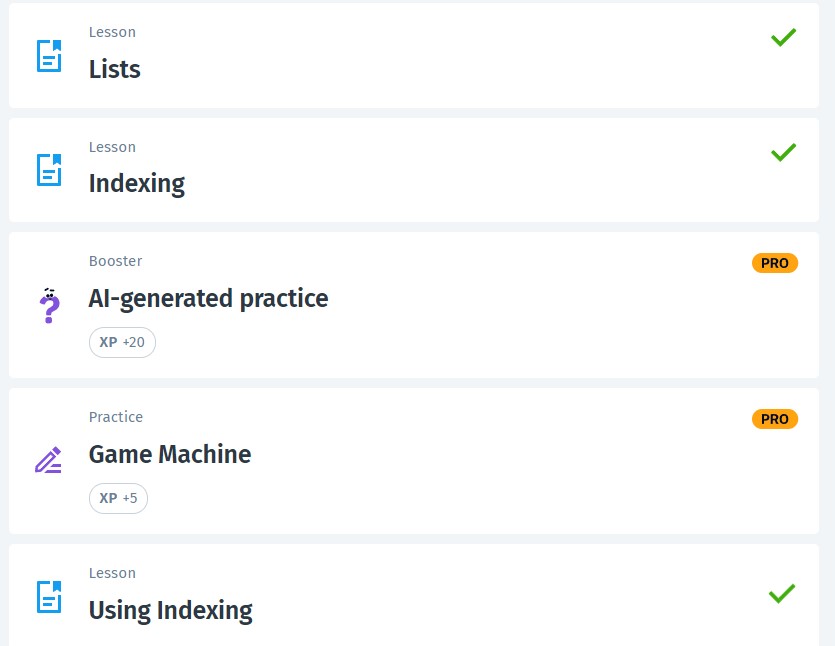 Lesson
Lists
Lesson
Indexing
Booster
PRO
AI-generated practice
XP +20
Practice
PRO
Game Machine
XP +5
Lesson
Using Indexing